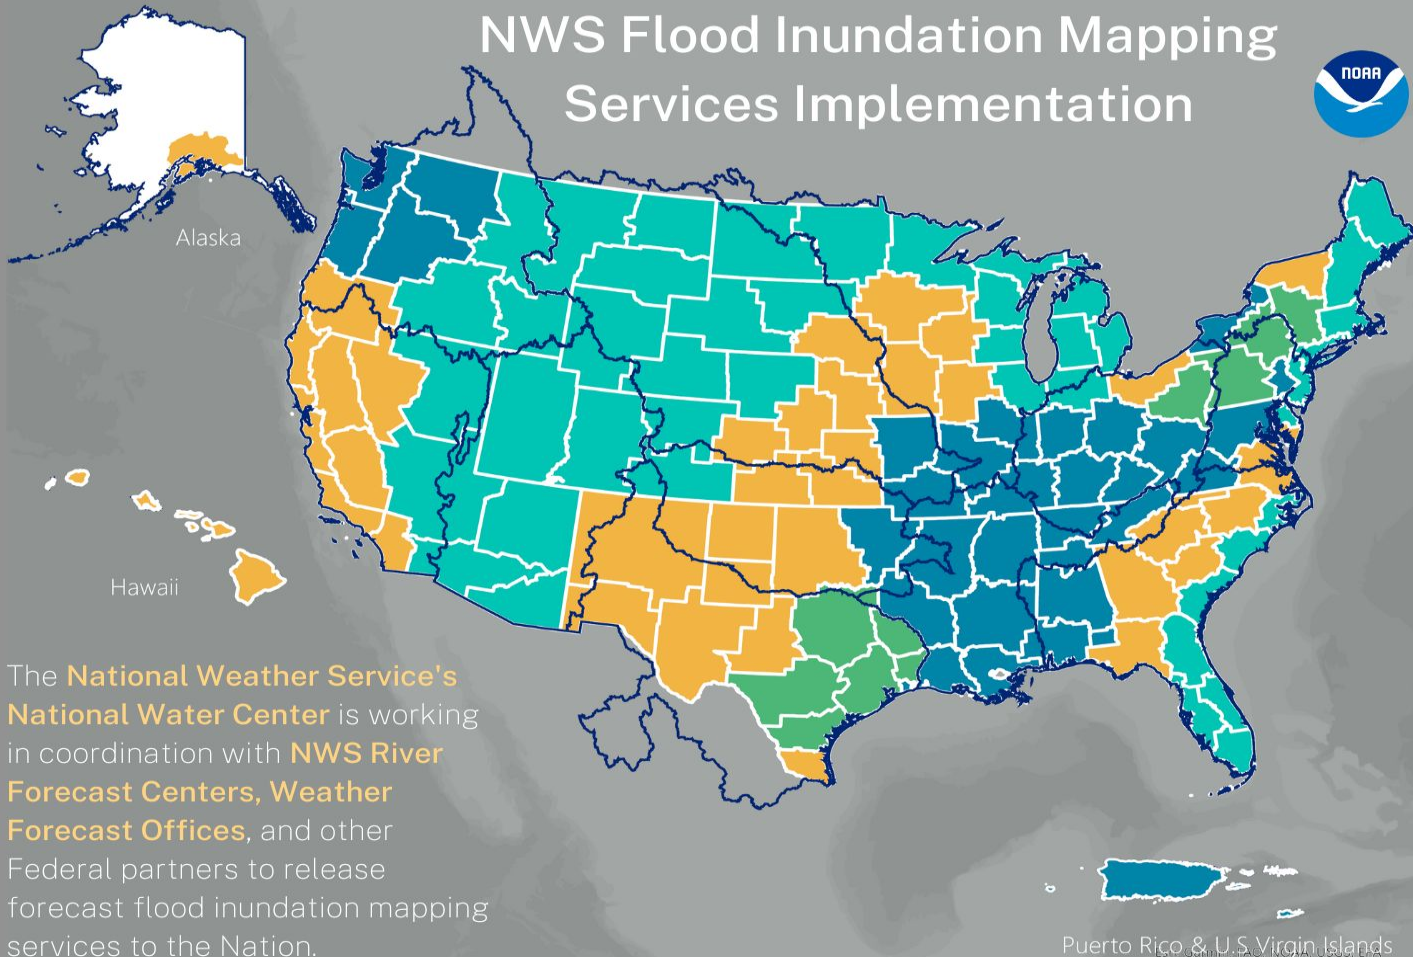 NWS Flood Inundation Mapping
Services Implementation
NOAA
Alaska
Hawaii
The National Weather Service's
National Water Center is working
in coordination with NWS River
Forecast Centers, Weather
Forecast Offices, and other
Federal partners to release
forecast flood inundation mapping
services to the Nation.
Puerto Rico & U.S. Virgin Islands